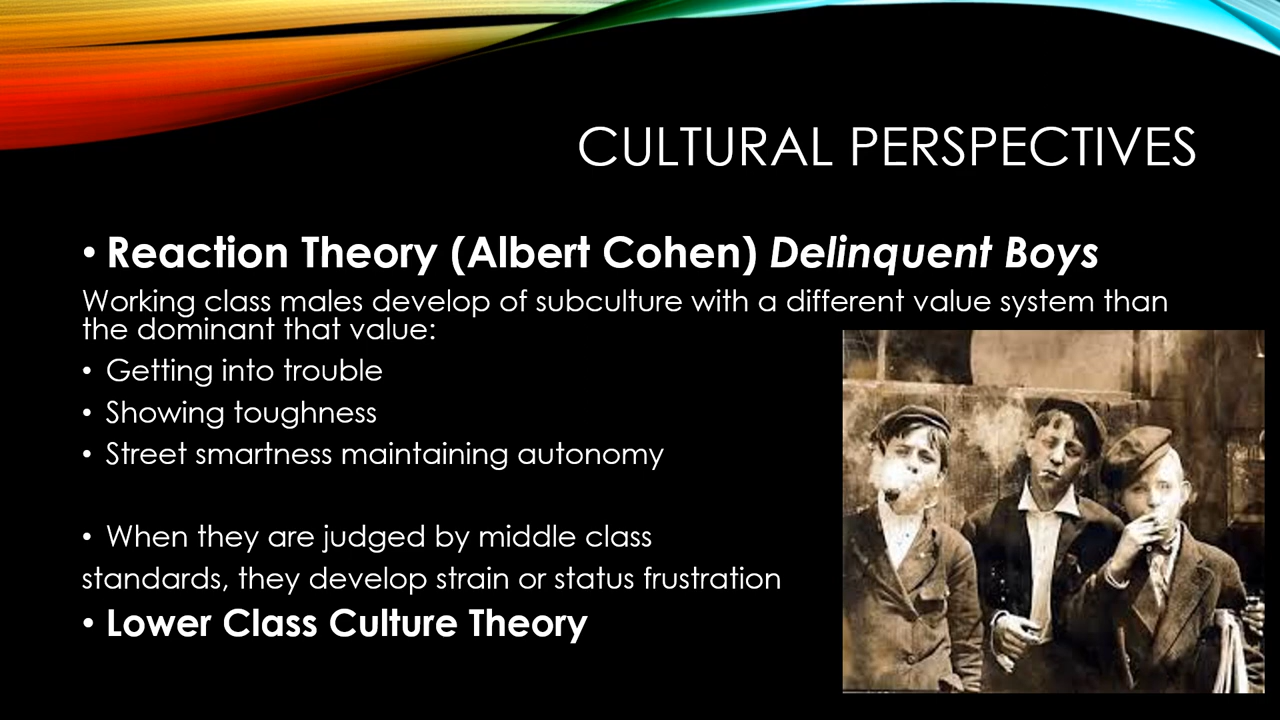 CULTURAL PERSPECTIVES
• Reaction Theory (Albert Cohen) Delinquent Boys
Working class males develop of subculture with a different value system than
the dominant that value:
• Getting into trouble
• Showing toughness
• Street smartness maintaining autonomy
• When they are judged by middle class
standards, they develop strain or status frustration
• Lower Class Culture Theory